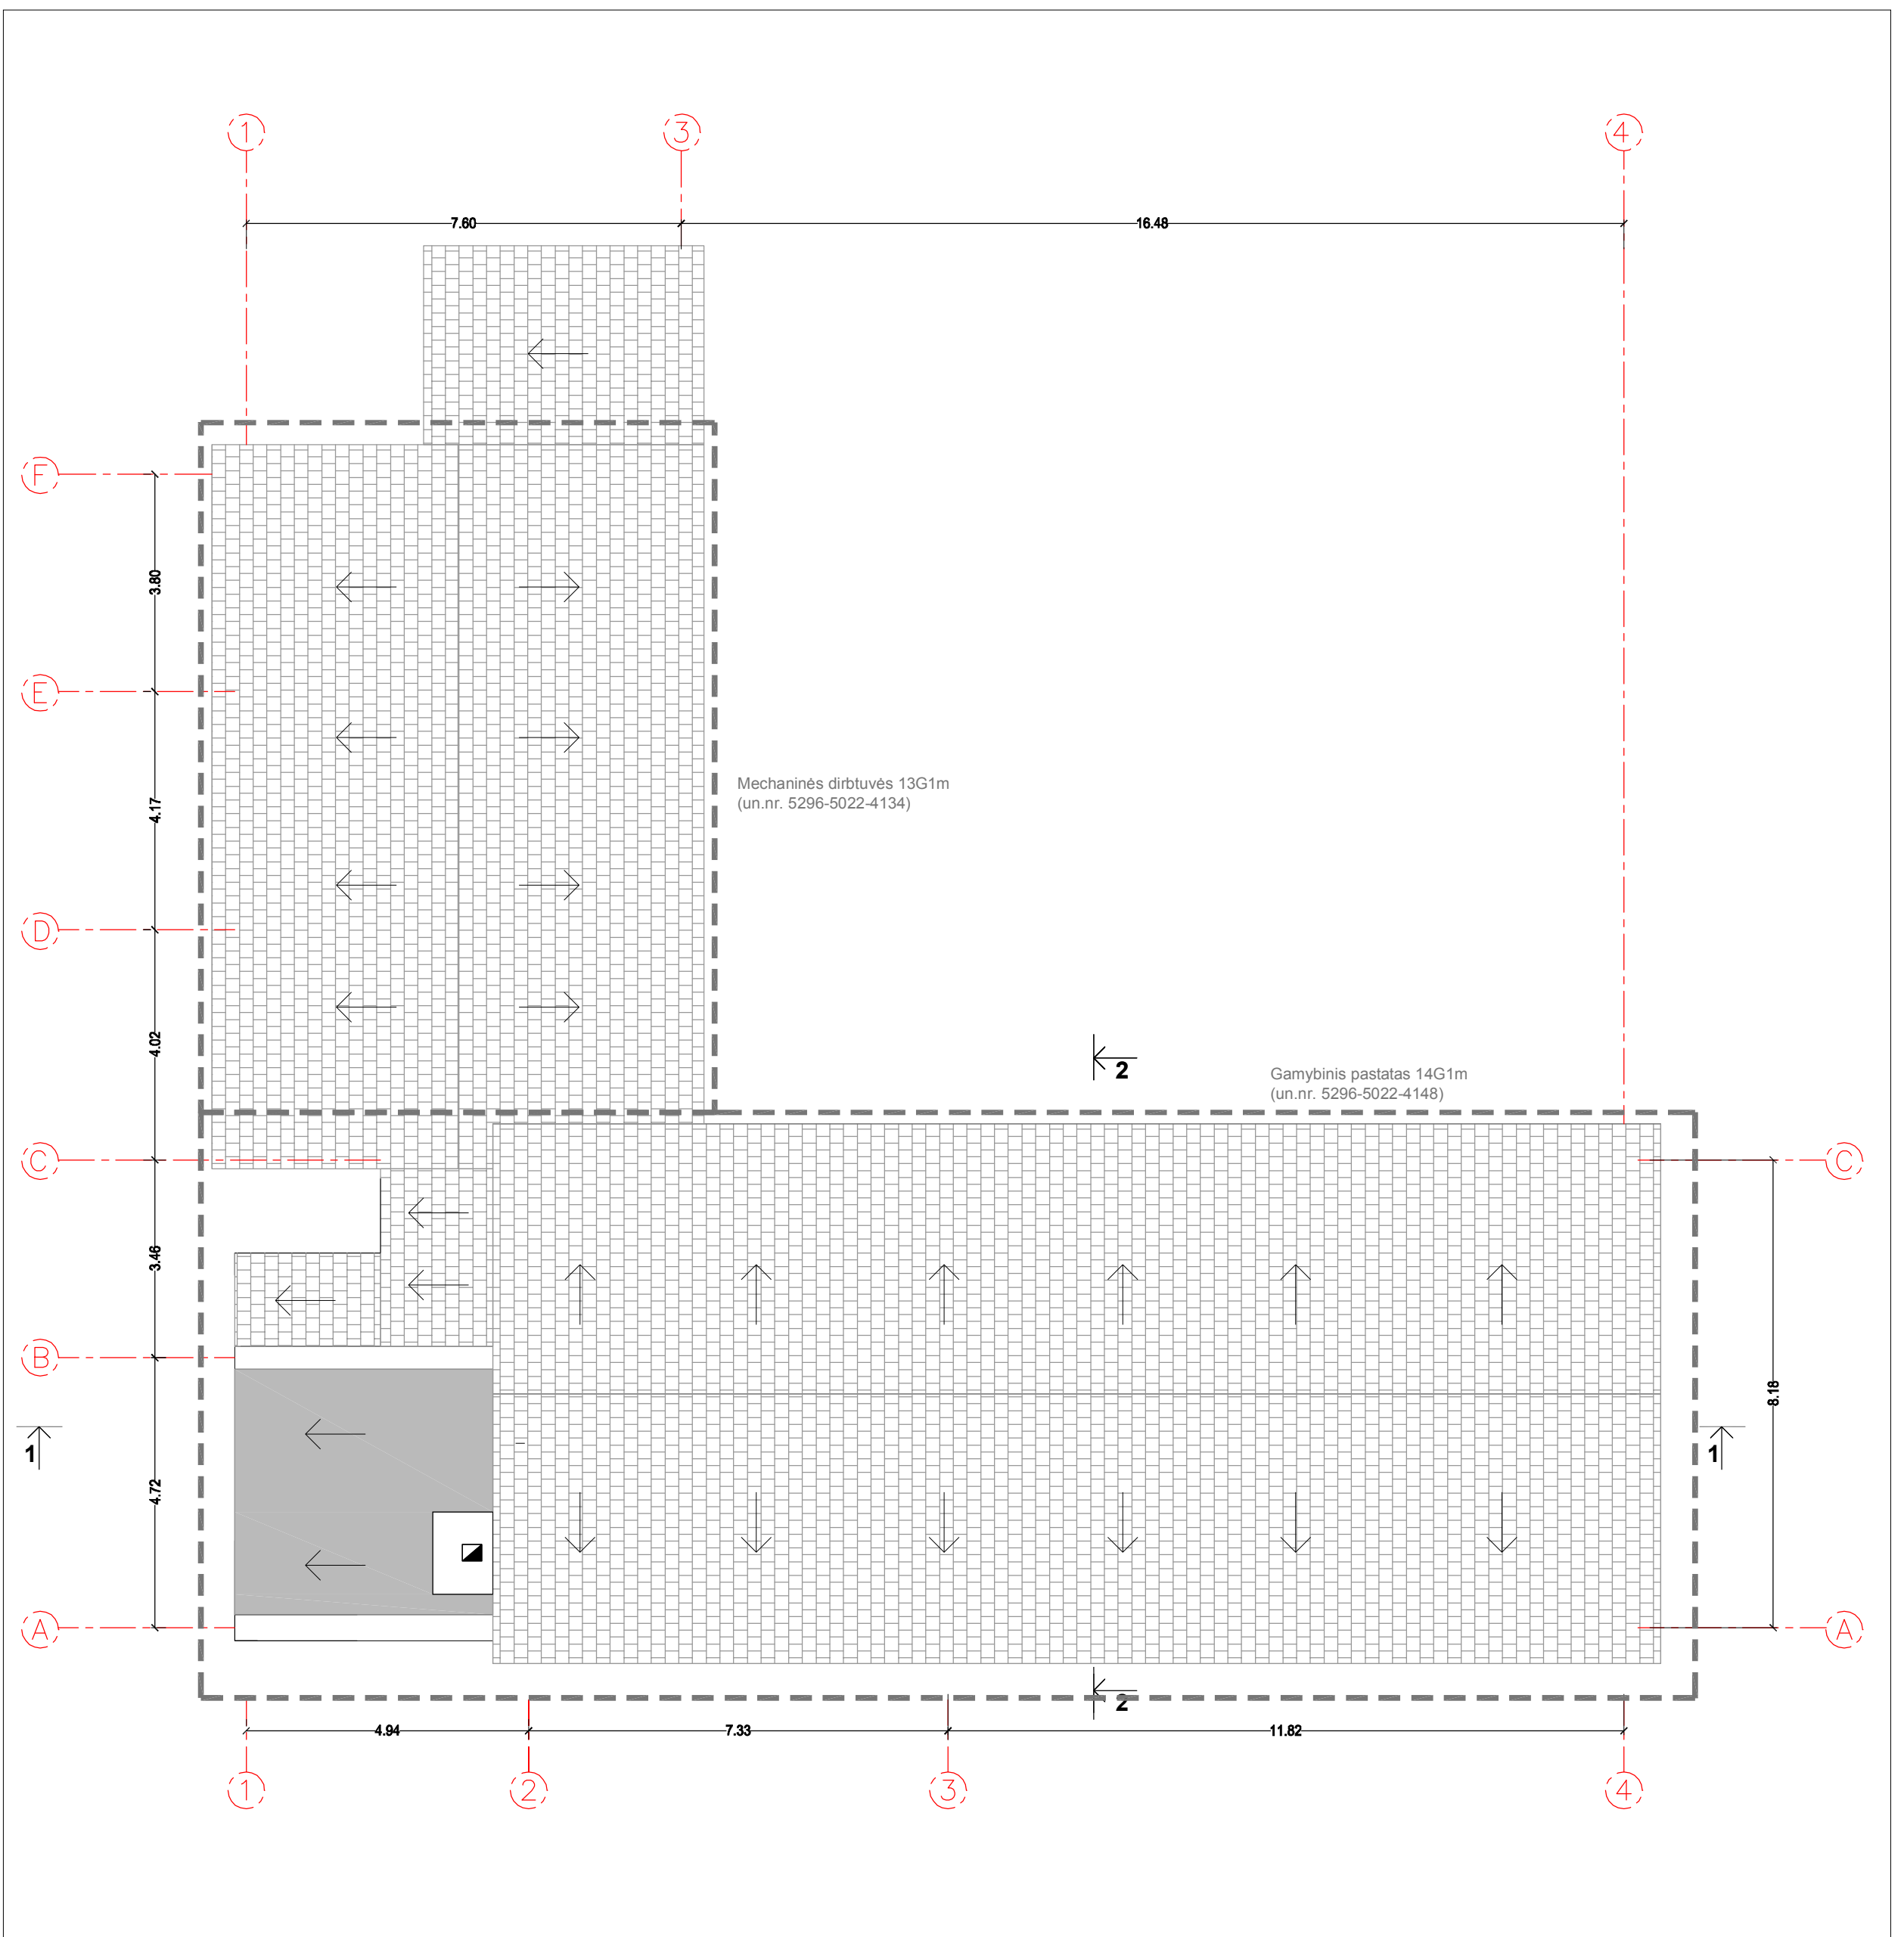 1
3
4
7.60
16.48
F
3.80
E
4.17
Mechaninės dirbtuvės 13G1m
(un.nr. 5296-5022-4134)
D
4.02
2
Gamybinis pastatas 14G1m
(un.nr. 5296-5022-4148)
C
C
3.46
B
8.18
1
1
4.72
A
A
2
4.94
7.33
11.82
1
2
3
4